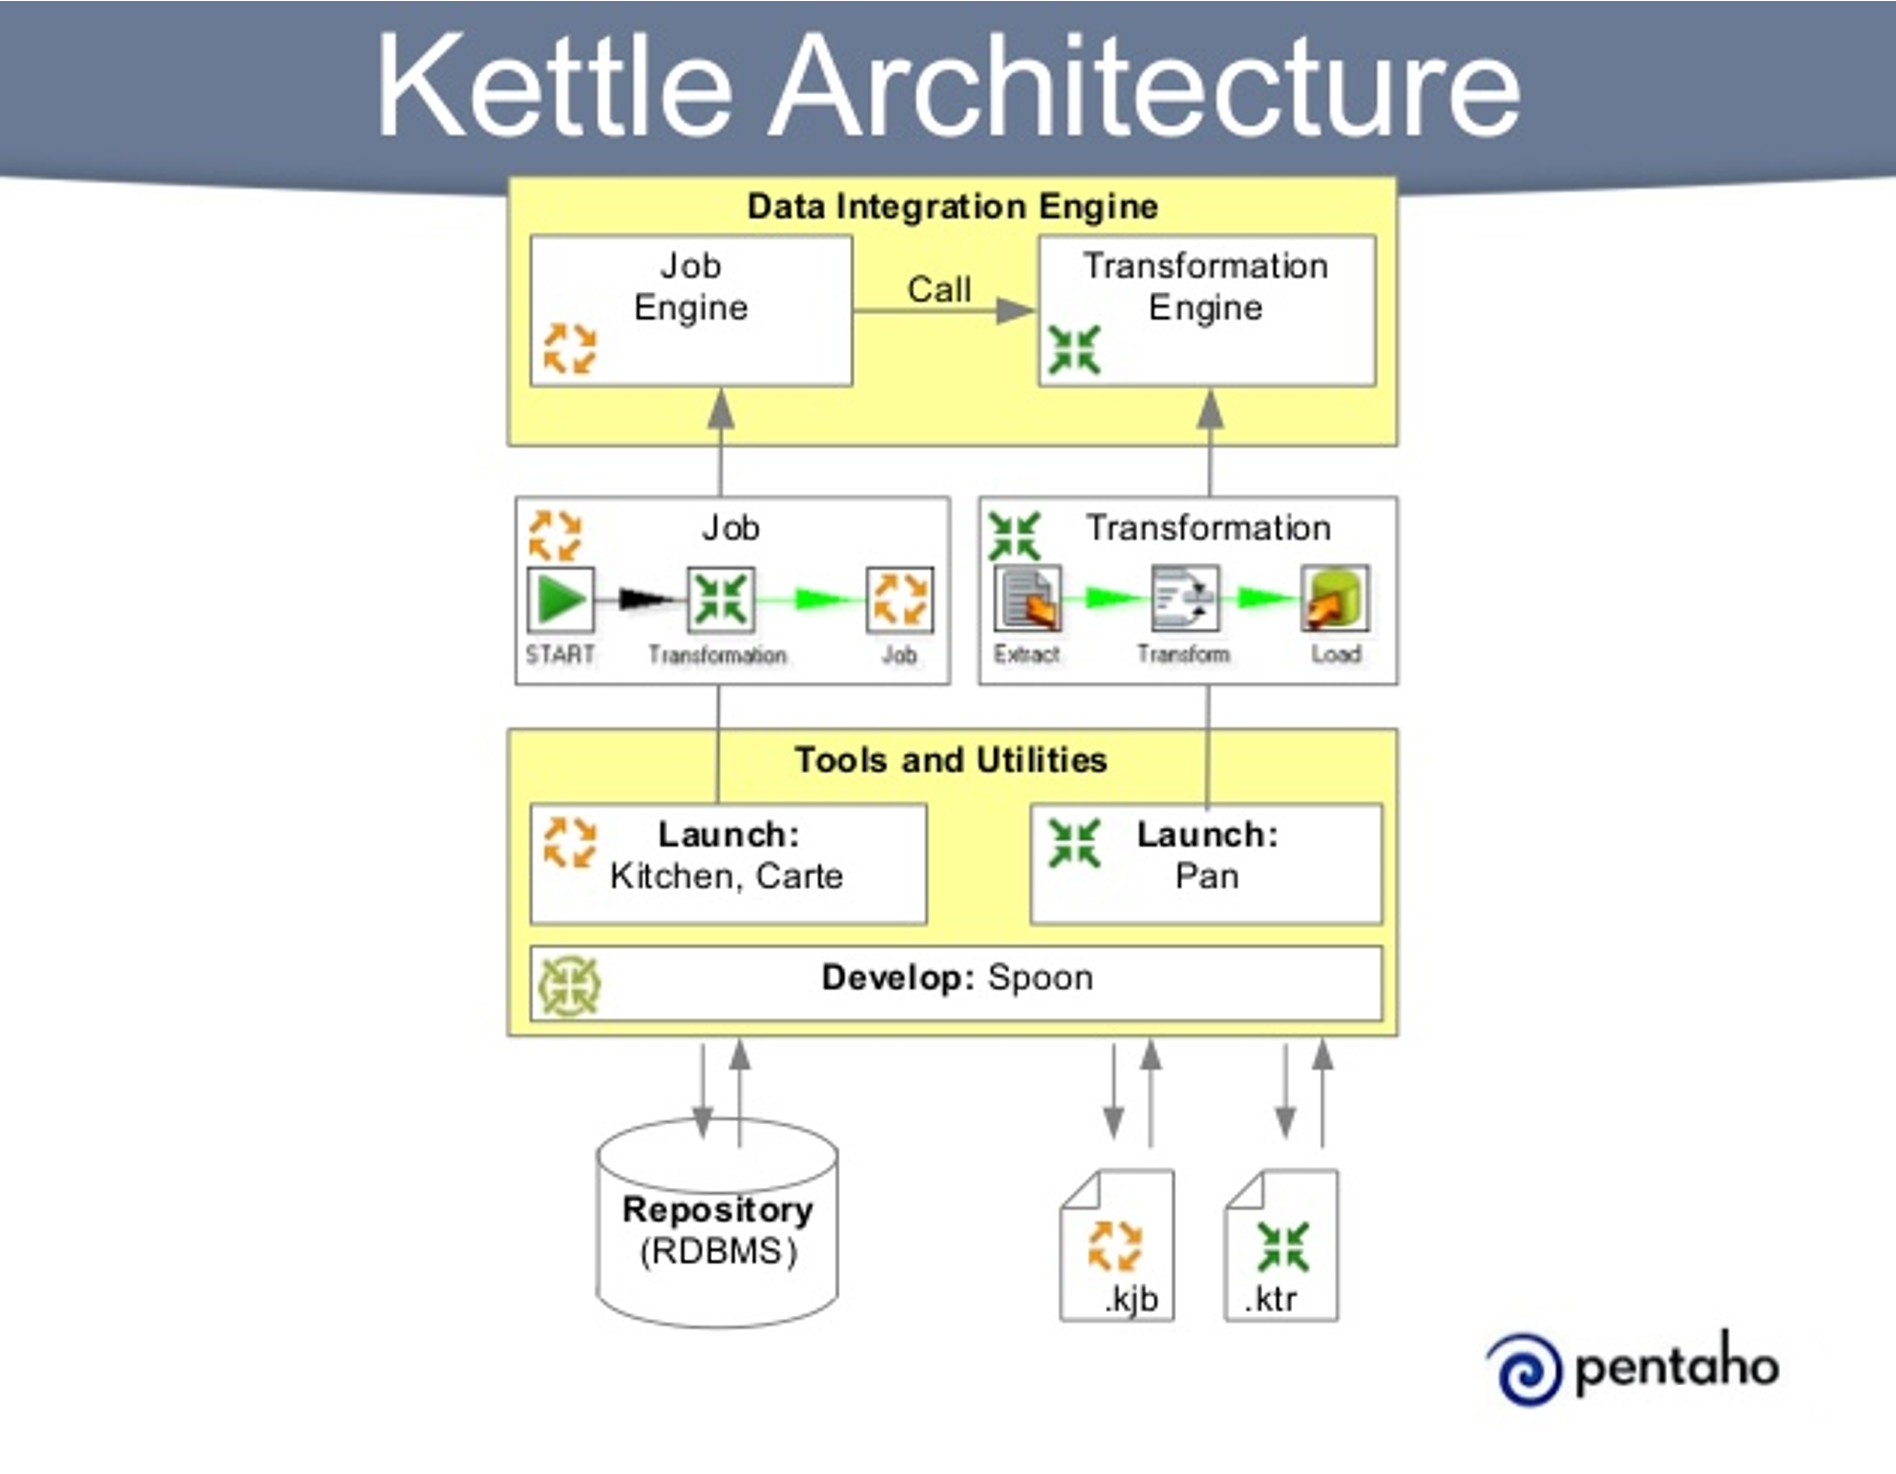 Kettle Architecture
Data Integration Engine
Job
Engine
Call
Transformation
Engine
Job
START
Transformation
Job
Transformation
Extract
Transform
Load
Tools and Utilities
Launch:
Kitchen, Carte
Launch:
Pan
Develop: Spoon
Repository
(RDBMS)
.kjb
.ktr
pentaho